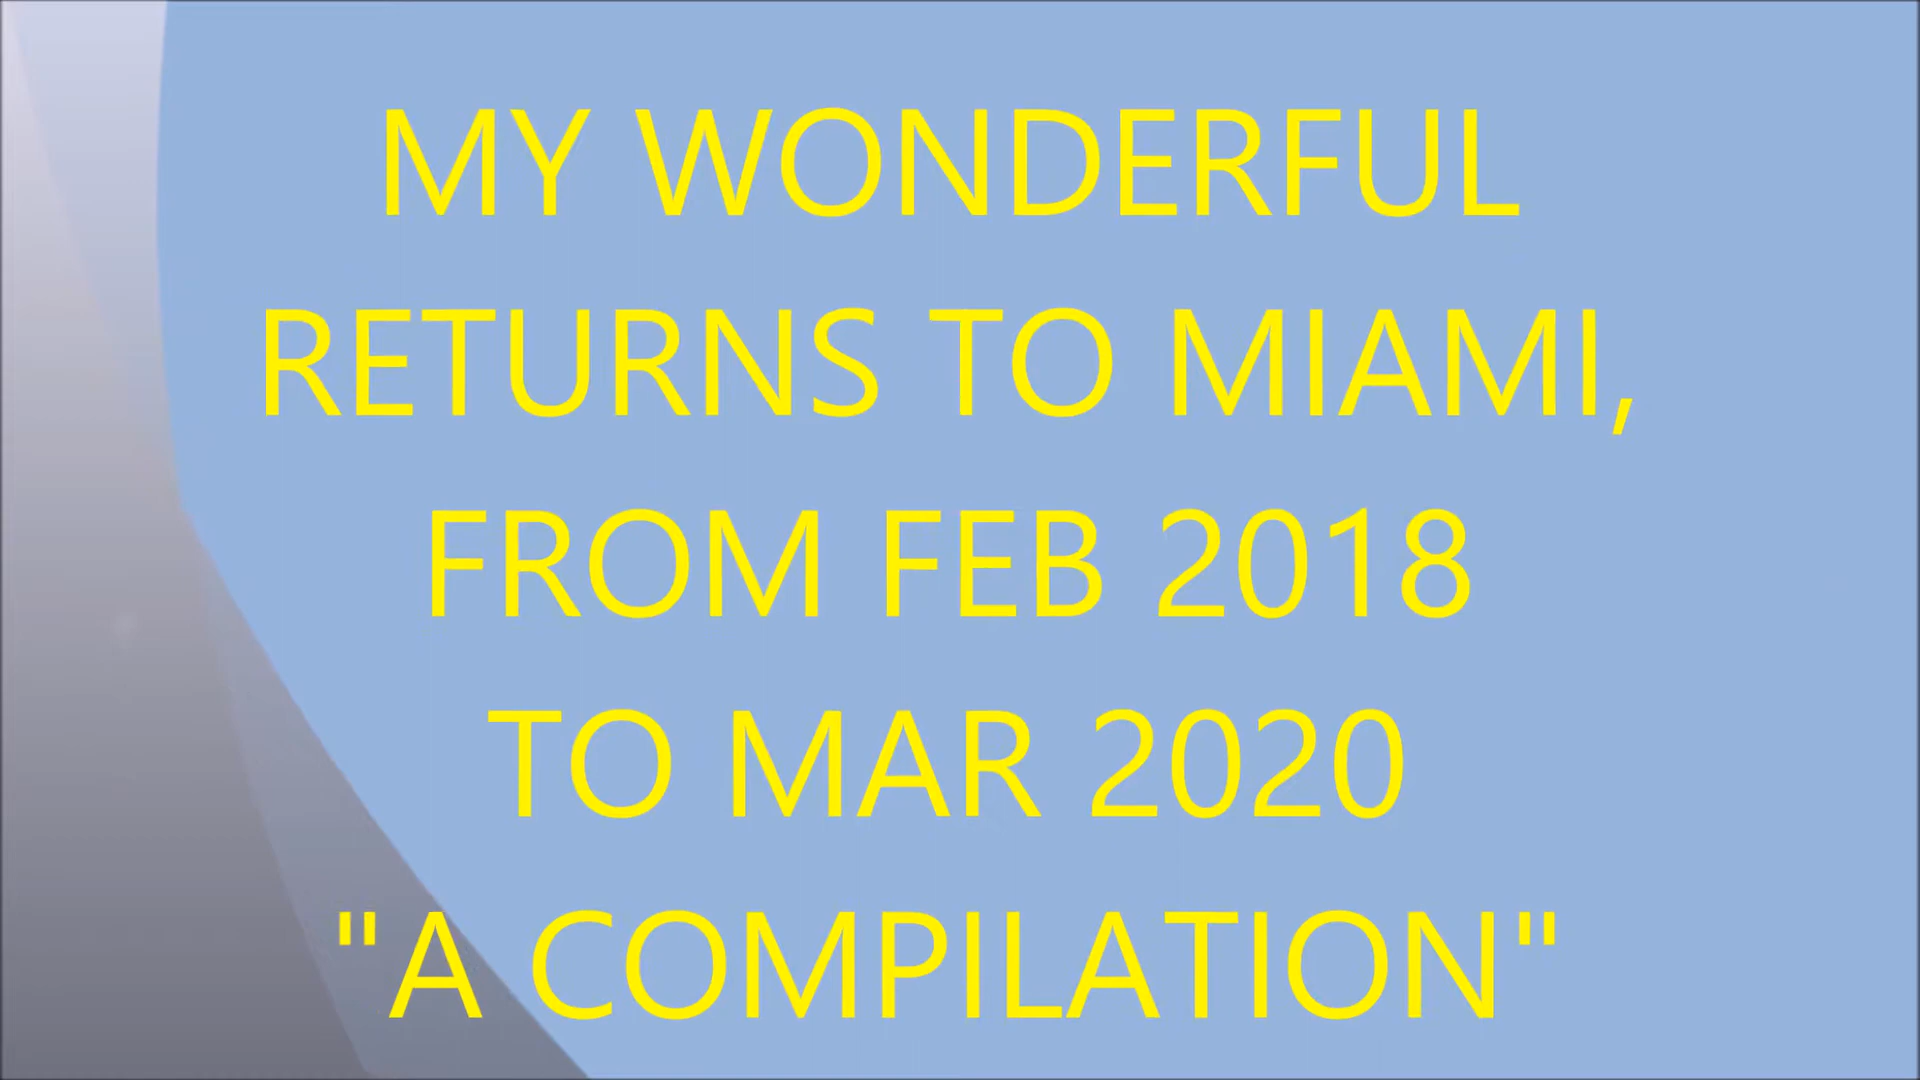 MY WONDERFUL
RETURNS TO MIAMI,
FROM FEB 2018
TO MAR 2020
"A COMPILATION"